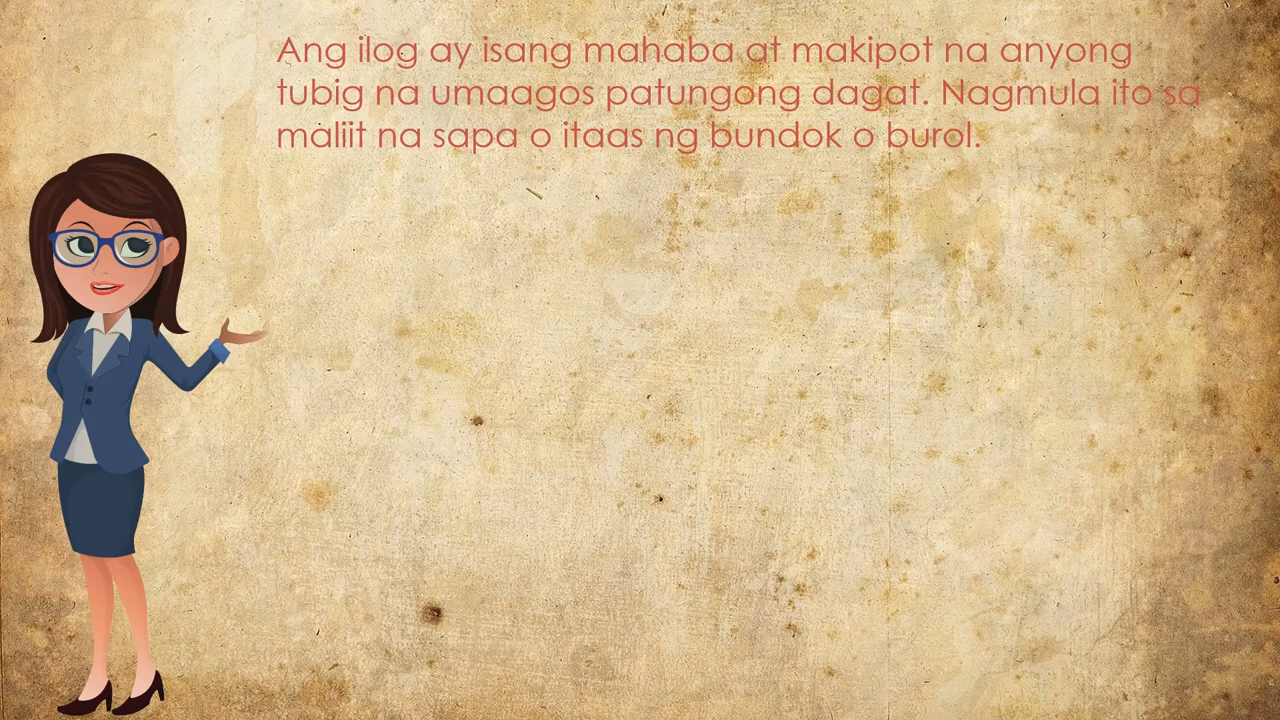 Ang ilog ay isang mahaba at makipot na anyong
tubig na umaagos patungong dagat. Nagmula ito sa
maliit na sapa o itaas ng bundok o burol.